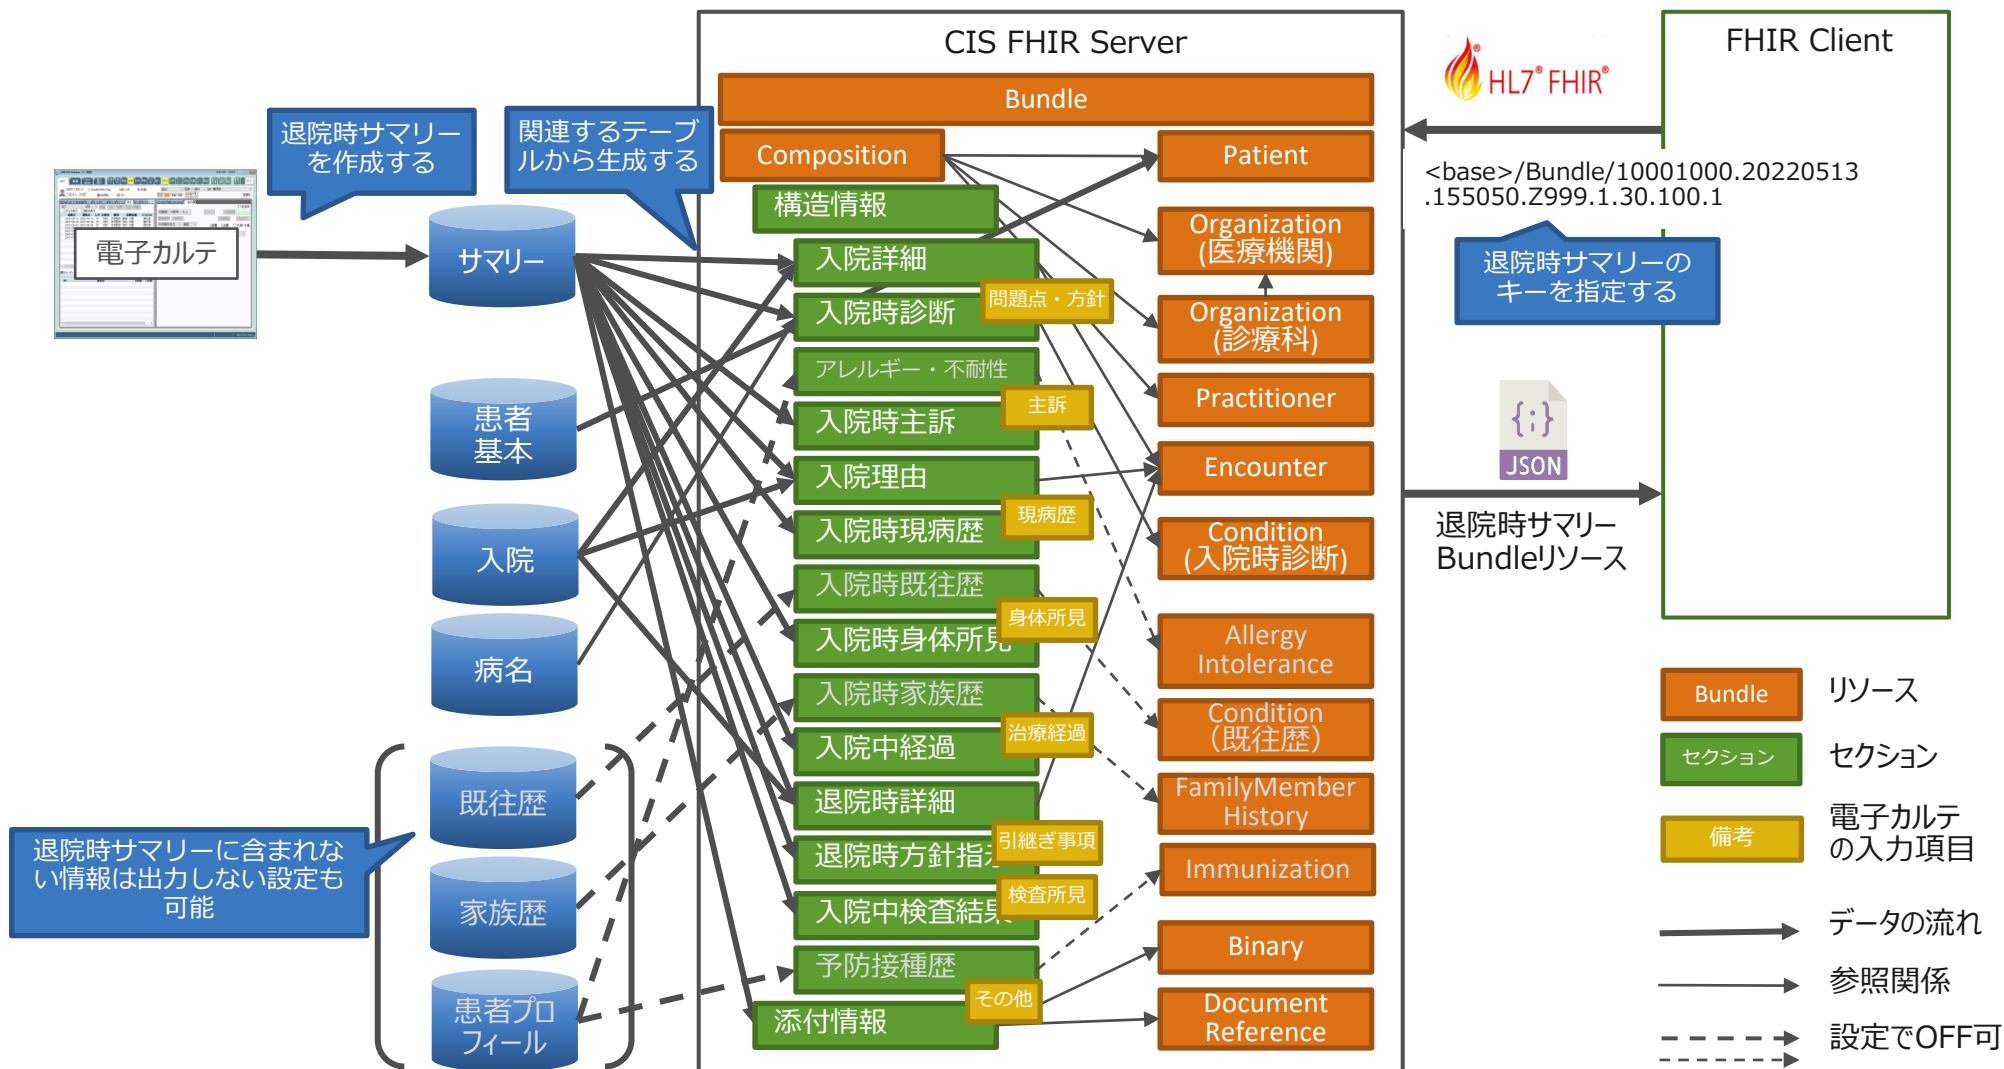 CIS FHIR Server
FHIR Client
HL7® FHIR®
Bundle
退院時サマリー
を作成する
関連するテーブ
ルから生成する
Composition
Patient
<base>/Bundle/10001000.20220513
.155050.Z999.1.30.100.1
構造情報
Organization
(医療機関)
電子カルテ
サマリー
入院詳細
問題点・方針
退院時サマリーの
キーを指定する
入院時診断
Organization
(診療科)
アレルギー・不耐性
Practitioner
主訴
患者
基本
入院時主訴
{;}
JSON
入院理由
Encounter
現病歴
入院時現病歴
退院時サマリー
Bundleリソース
入院
Condition
(入院時診断)
入院時既往歴
身体所見
入院時身体所見
Allergy
Intolerance
病名
入院時家族歴
Condition
（既往歴）
治療経過
入院中経過
Bundle
リソース
セクション
セクション
既往歴
退院時詳細
FamilyMember
History
引継ぎ事項
備考
電子カルテ
の入力項目
退院時サマリーに含まれな
い情報は出力しない設定も
可能
退院時方針指
Immunization
検査所見
家族歴
入院中検査結果
データの流れ
予防接種歴
Binary
その他
参照関係
患者プロ
フィール
添付情報
Document
Reference
設定でOFF可